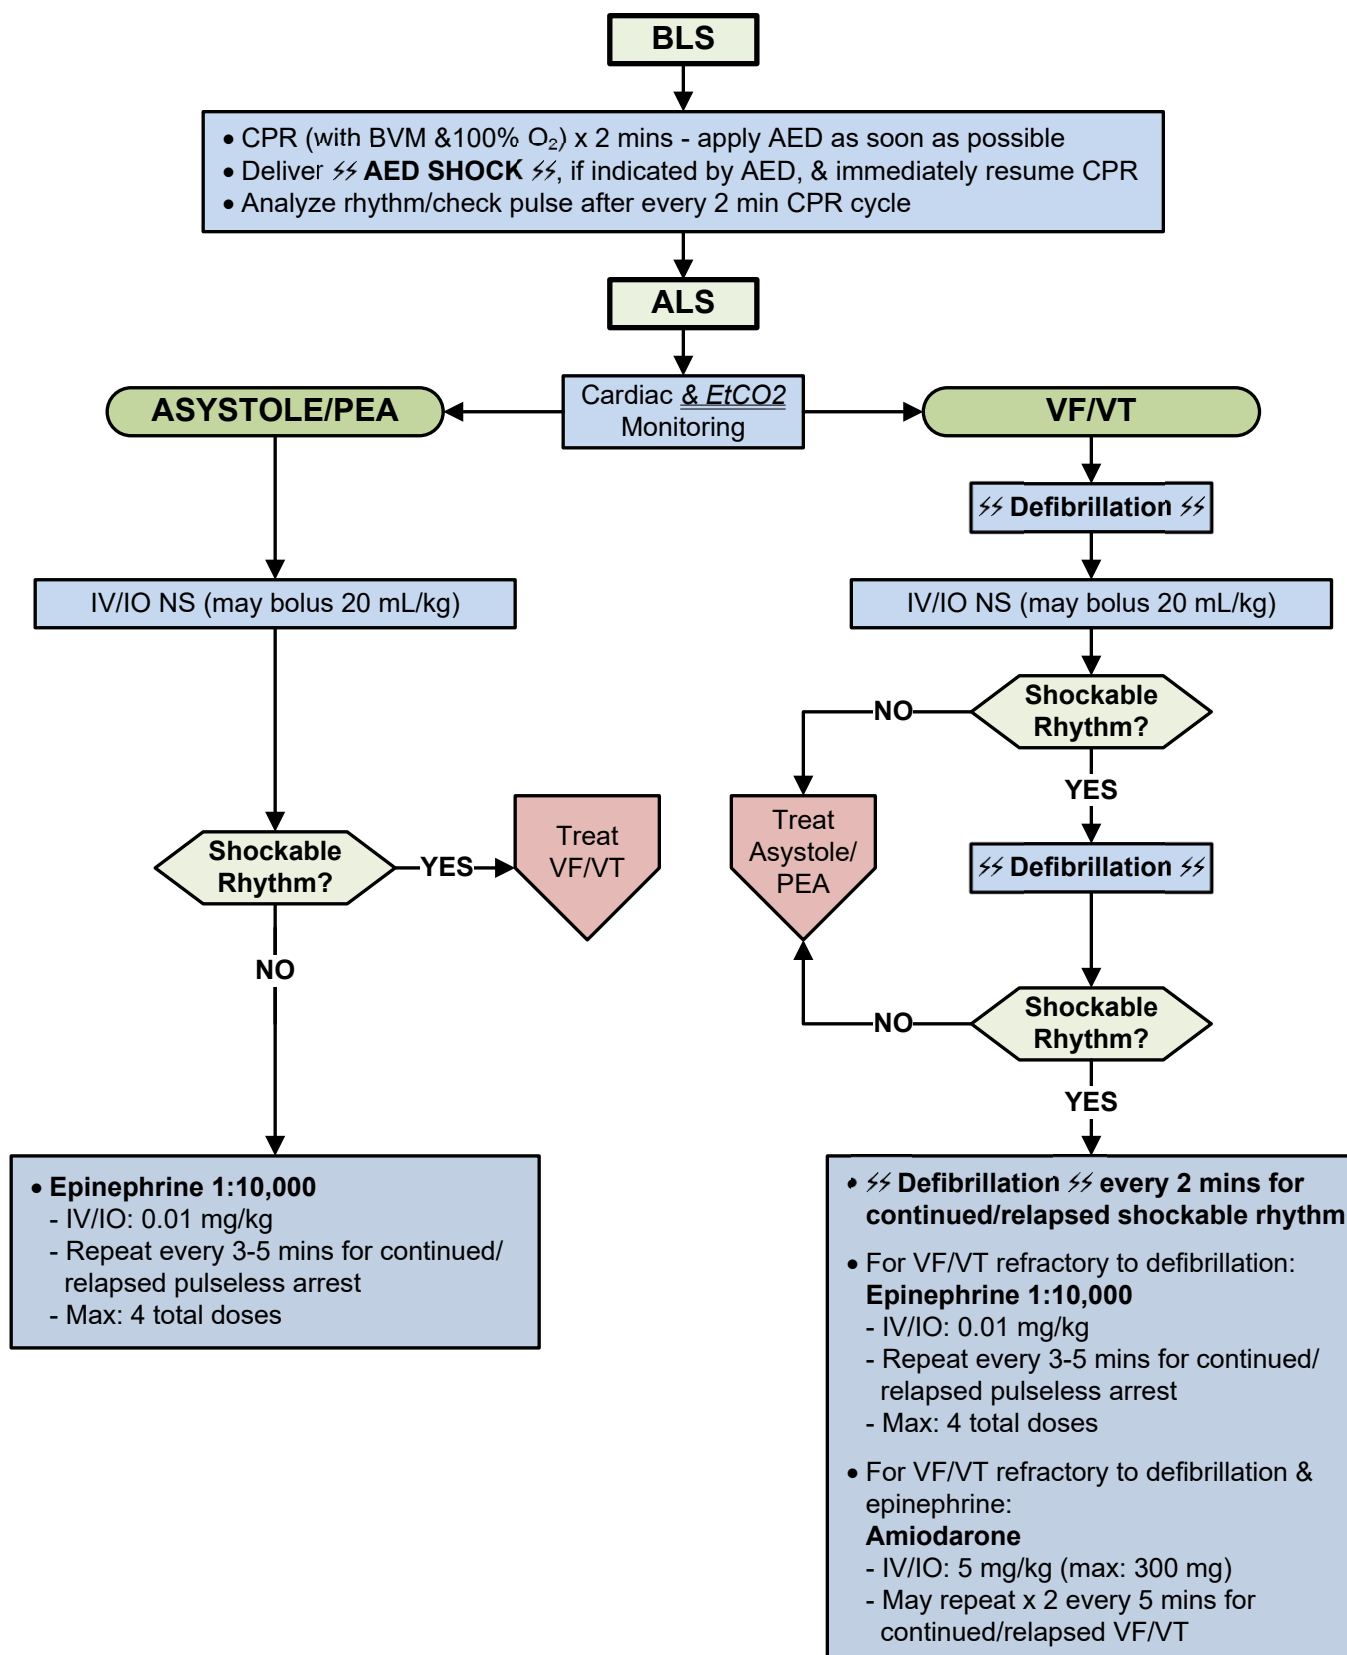 BLS
• CPR (with BVM &100% O₂) x 2 mins - apply AED as soon as possible
• Deliver ⚡⚡ AED SHOCK ⚡⚡, if indicated by AED, & immediately resume CPR
• Analyze rhythm/check pulse after every 2 min CPR cycle
ALS
Cardiac & EtCO2
Monitoring
ASYSTOLE/PEA
IV/IO NS (may bolus 20 mL/kg)
Shockable
Rhythm?
YES
Treat
VF/VT
NO
• Epinephrine 1:10,000
- IV/IO: 0.01 mg/kg
- Repeat every 3-5 mins for continued/
relapsed pulseless arrest
- Max: 4 total doses
VF/VT
⚡⚡ Defibrillation ⚡⚡
IV/IO NS (may bolus 20 mL/kg)
Shockable
Rhythm?
NO
Treat
Asystole/
PEA
YES
⚡⚡ Defibrillation ⚡⚡
Shockable
Rhythm?
NO
YES
• ⚡⚡ Defibrillation ⚡⚡ every 2 mins for
continued/relapsed shockable rhythm
• For VF/VT refractory to defibrillation:
Epinephrine 1:10,000
- IV/IO: 0.01 mg/kg
- Repeat every 3-5 mins for continued/
relapsed pulseless arrest
- Max: 4 total doses
• For VF/VT refractory to defibrillation &
epinephrine:
Amiodarone
- IV/IO: 5 mg/kg (max: 300 mg)
- May repeat x 2 every 5 mins for
continued/relapsed VF/VT